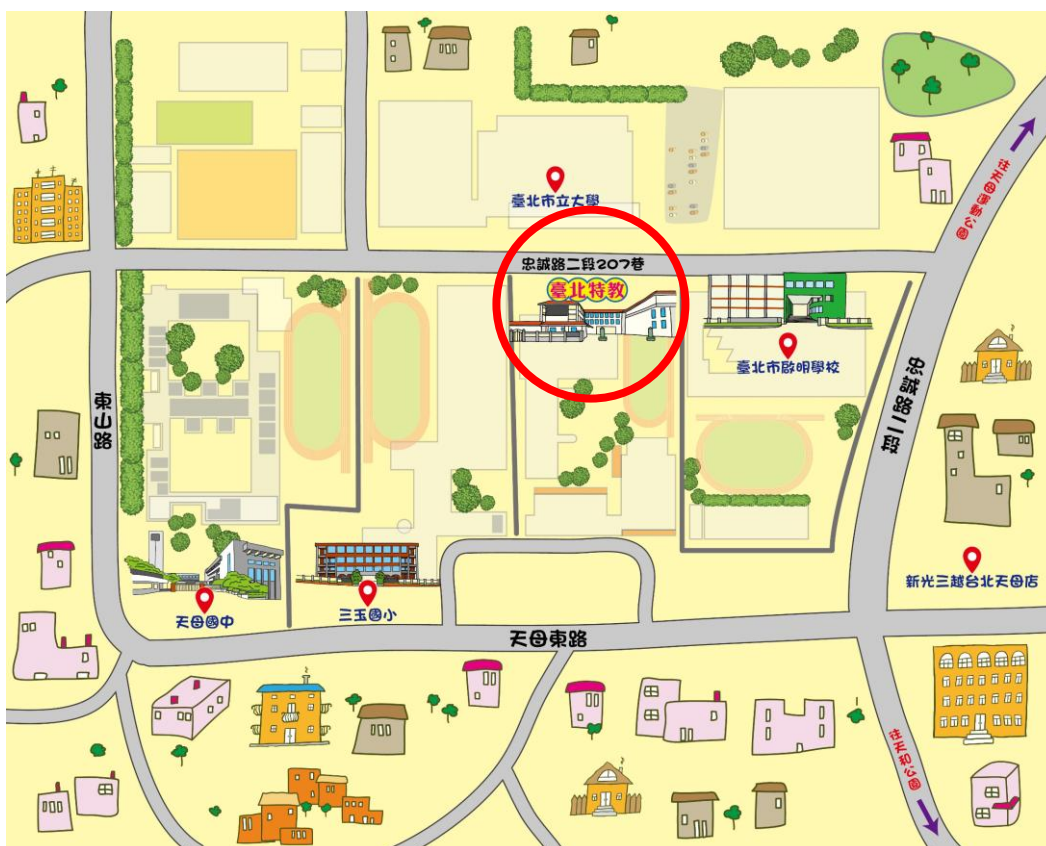 往天母運動公園
臺北市立大學
忠誠路二段207巷
臺北特教
臺北市啟明學校
東山路
忠誠路二段
新光三越台北天母店
天母國中
三玉國小
天母東路
往天和公園